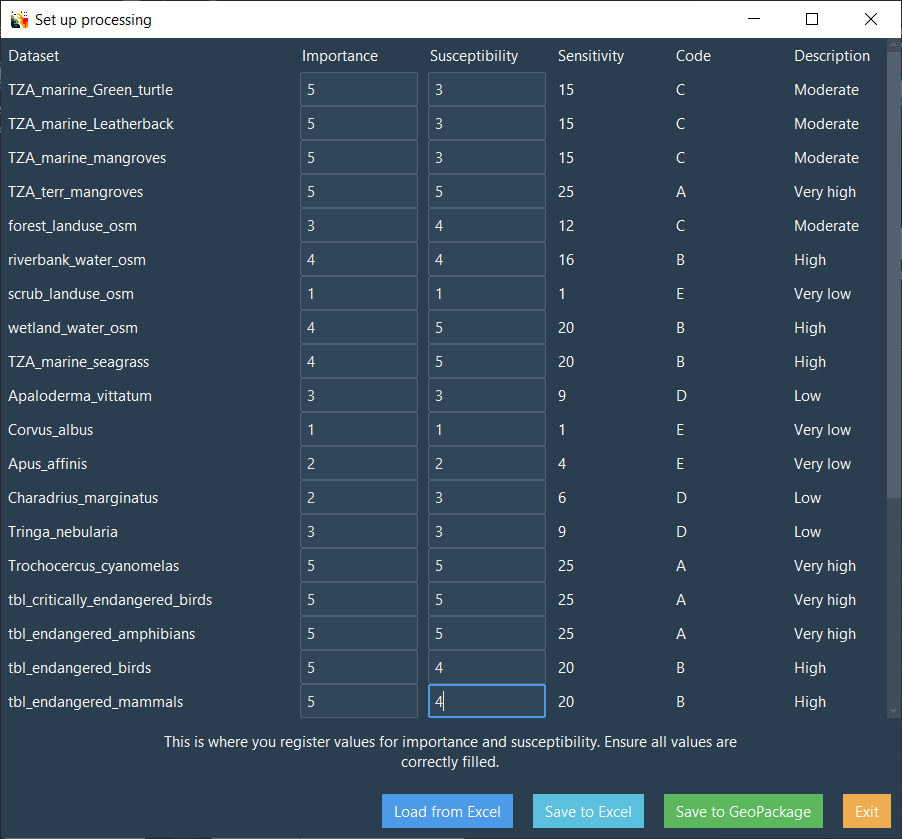 Set up processing
Dataset Importance Susceptibility Sensitivity Code Description
TZA_marine_Green_turtle 5 3 15 C Moderate
TZA_marine_Leatherback 5 3 15 C Moderate
TZA_marine_mangroves 5 3 15 C Moderate
TZA_terr_mangroves 5 5 25 A Very high
forest_landuse_osm 3 4 12 C Moderate
riverbank_water_osm 4 4 16 B High
scrub_landuse_osm 1 1 1 E Very low
wetland_water_osm 4 5 20 B High
TZA_marine_seagrass 4 5 20 B High
Apaloderma_vittatum 3 3 9 D Low
Corvus_albus 1 1 1 E Very low
Apus_affinis 2 2 4 E Very low
Charadrius_marginatus 2 3 6 D Low
Tringa_nebularia 3 3 9 D Low
Trochocercus_cyanomelas 5 5 25 A Very high
tbl_critically_endangered_birds 5 5 25 A Very high
tbl_endangered_amphibians 5 5 25 A Very high
tbl_endangered_birds 5 4 20 B High
tbl_endangered_mammals 5 4 20 B High
This is where you register values for importance and susceptibility. Ensure all values are
correctly filled.
Load from Excel Save to Excel Save to GeoPackage Exit